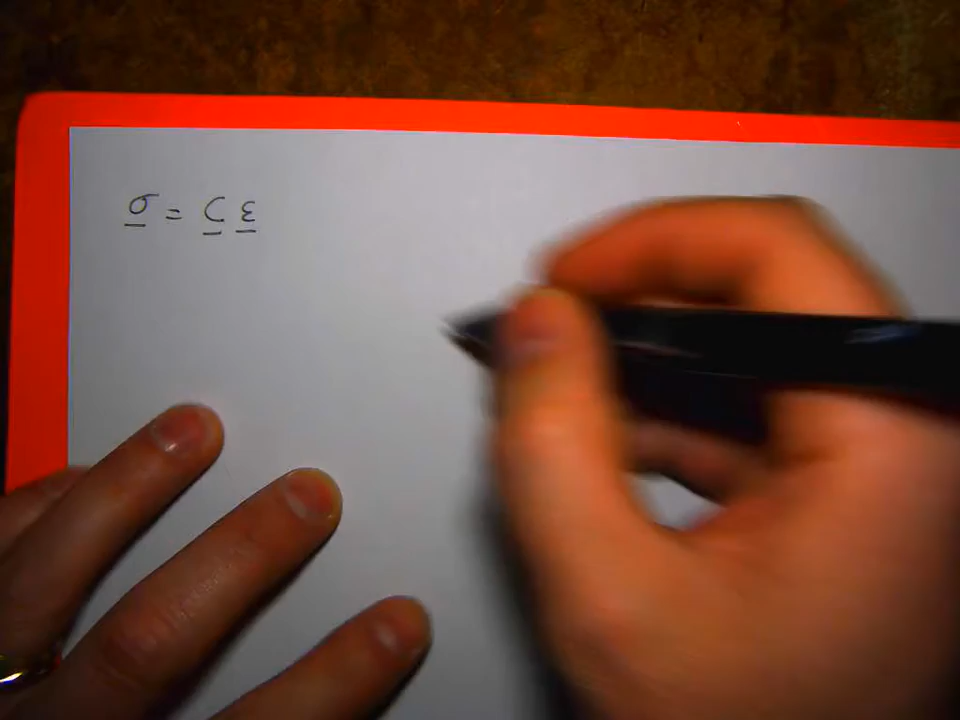 σ = C ε